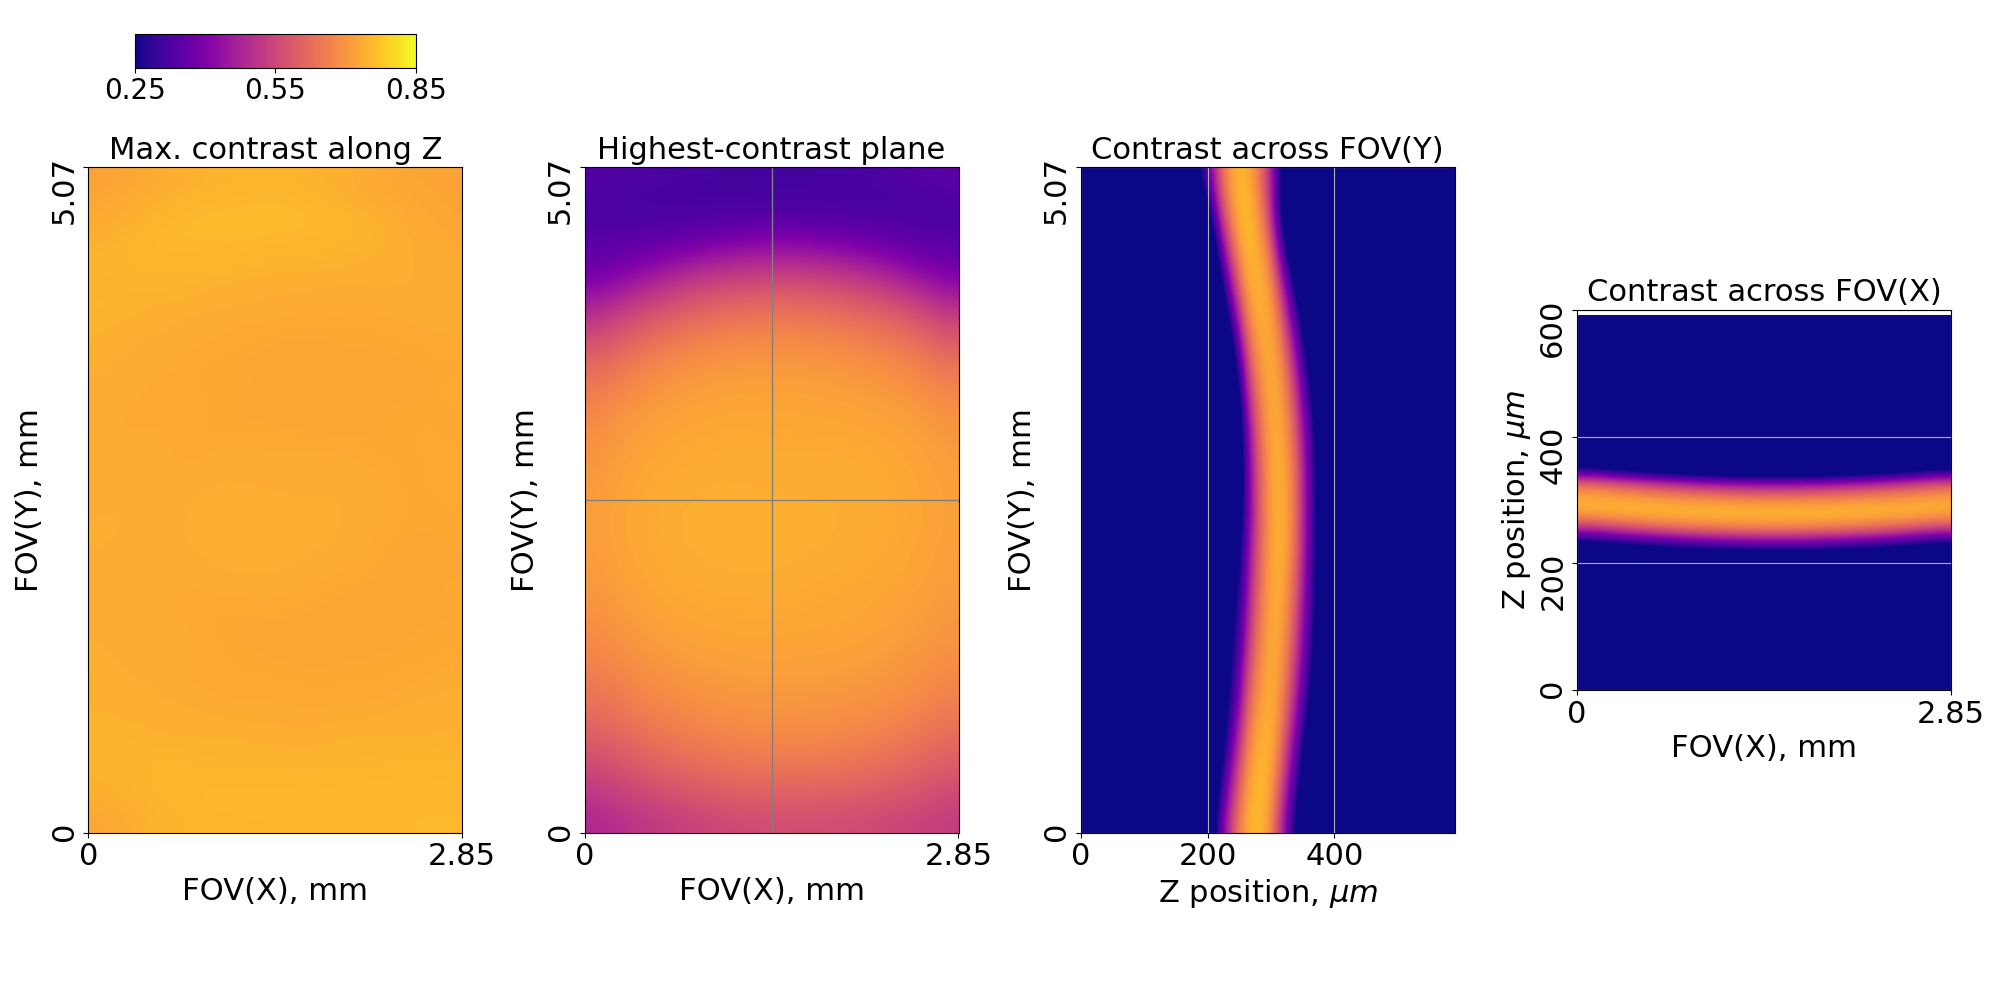 0.25 0.55 0.85
Max. contrast along Z
5.07
FOV(Y), mm
0
0 2.85
FOV(X), mm
Highest-contrast plane
5.07
FOV(Y), mm
0
0 2.85
FOV(X), mm
Contrast across FOV(Y)
5.07
FOV(Y), mm
0
0 200 400
Z position, μm
Contrast across FOV(X)
600
400
200
0
Z position, μm
0 2.85
FOV(X), mm